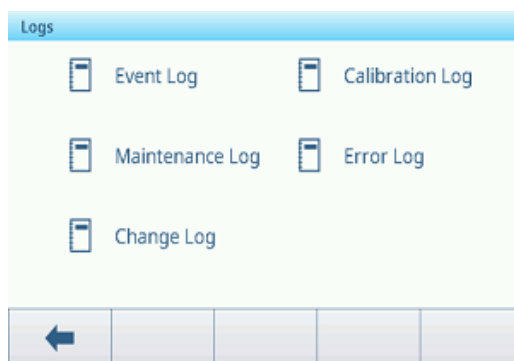 Logs
Event Log
Calibration Log
Maintenance Log
Error Log
Change Log